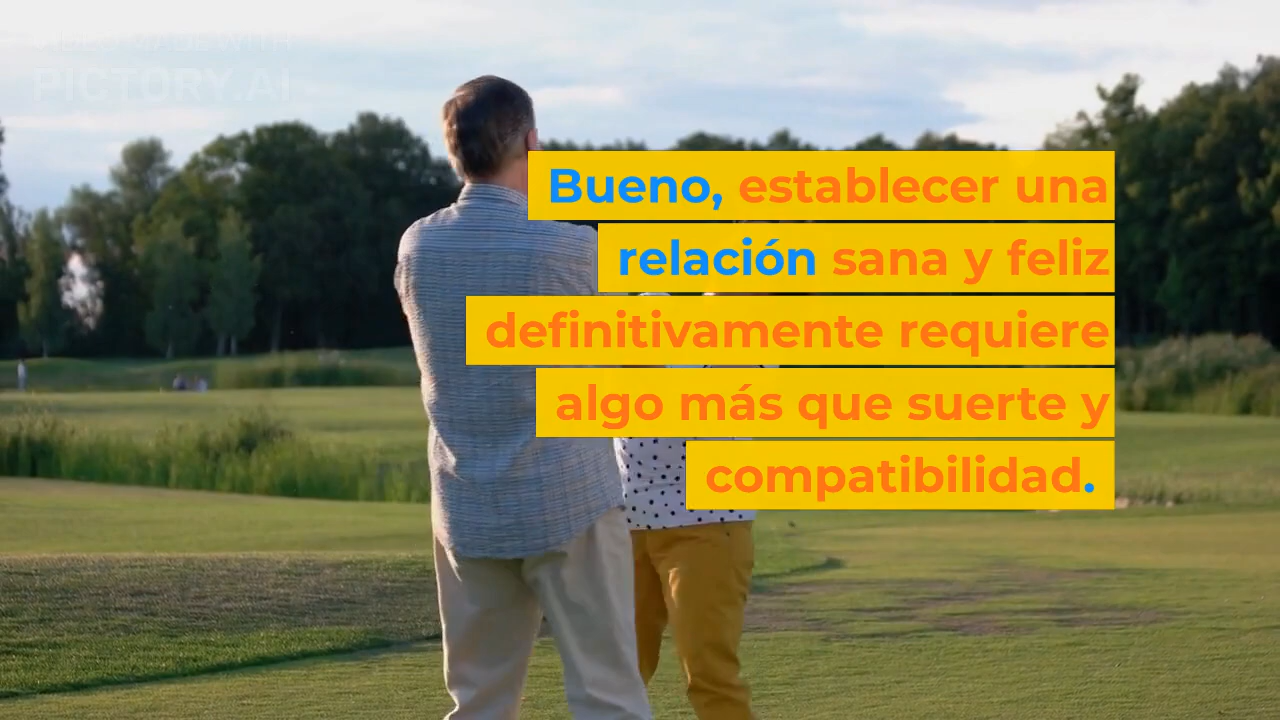 PICTORY.AI
Bueno, establecer una
relación sana y feliz
definitivamente requiere
algo más que suerte y
compatibilidad.